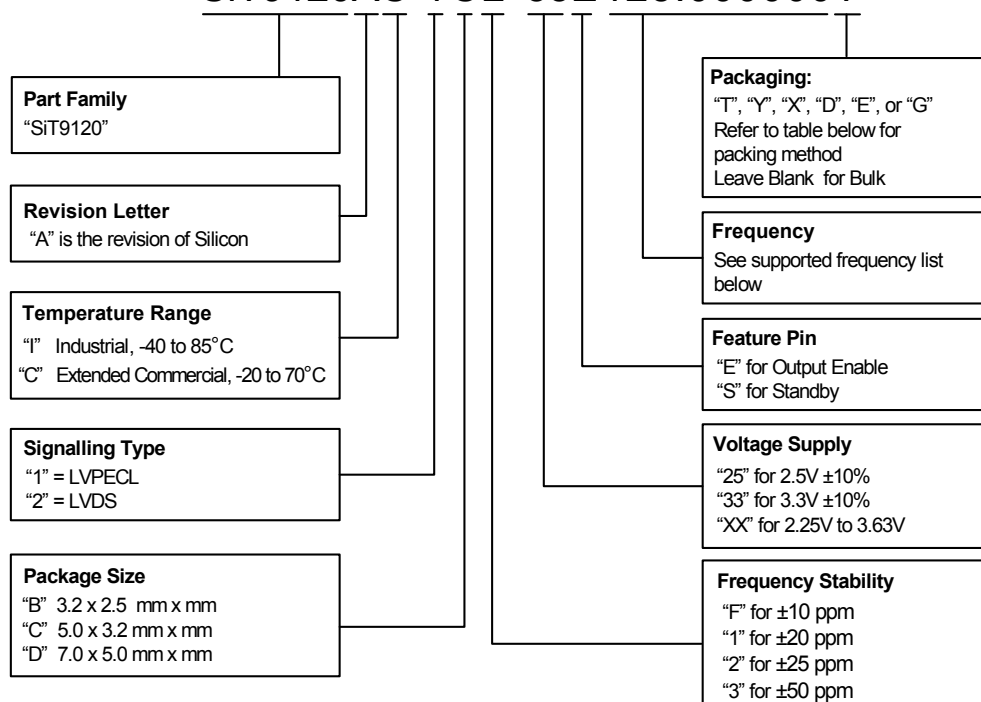 Part Family
“SiT9120”
Revision Letter
“A” is the revision of Silicon
Temperature Range
“I” Industrial, -40 to 85°C
“C” Extended Commercial, -20 to 70°C
Signalling Type
“1” = LVPECL
“2” = LVDS
Package Size
“B” 3.2 x 2.5 mm x mm
“C” 5.0 x 3.2 mm x mm
“D” 7.0 x 5.0 mm x mm
Packaging:
“T”, “Y”, “X”, “D”, “E”, or “G”
Refer to table below for
packing method
Leave Blank for Bulk
Frequency
See supported frequency list
below
Feature Pin
“E” for Output Enable
“S” for Standby
Voltage Supply
“25” for 2.5V ±10%
“33” for 3.3V ±10%
“XX” for 2.25V to 3.63V
Frequency Stability
“F” for ±10 ppm
“1” for ±20 ppm
“2” for ±25 ppm
“3” for ±50 ppm